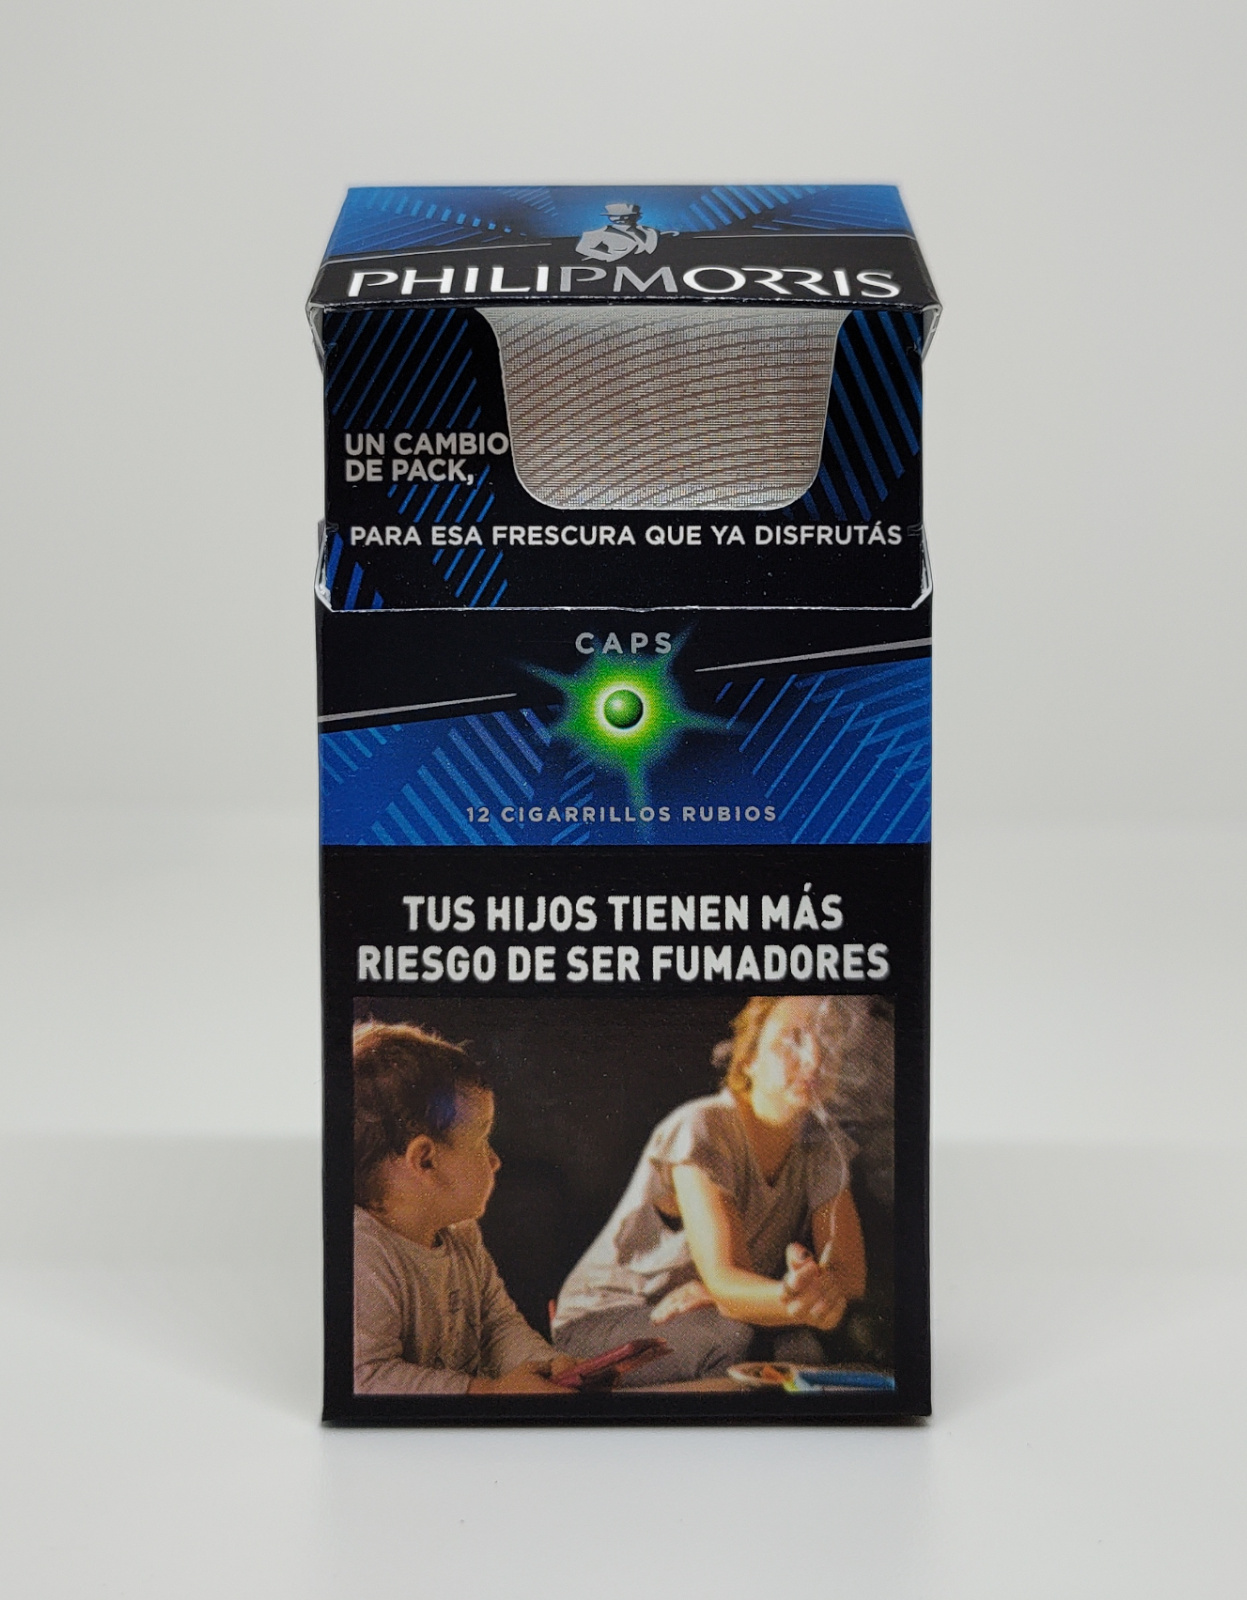 PHILIPMORRIS
UN CAMBIO
DE PACK,
PARA ESA FRESCURA QUE YA DISFRUTÁS
CAPS
12 CIGARRILLOS RUBIOS
TUS HIJOS TIENEN MÁS
RIESGO DE SER FUMADORES